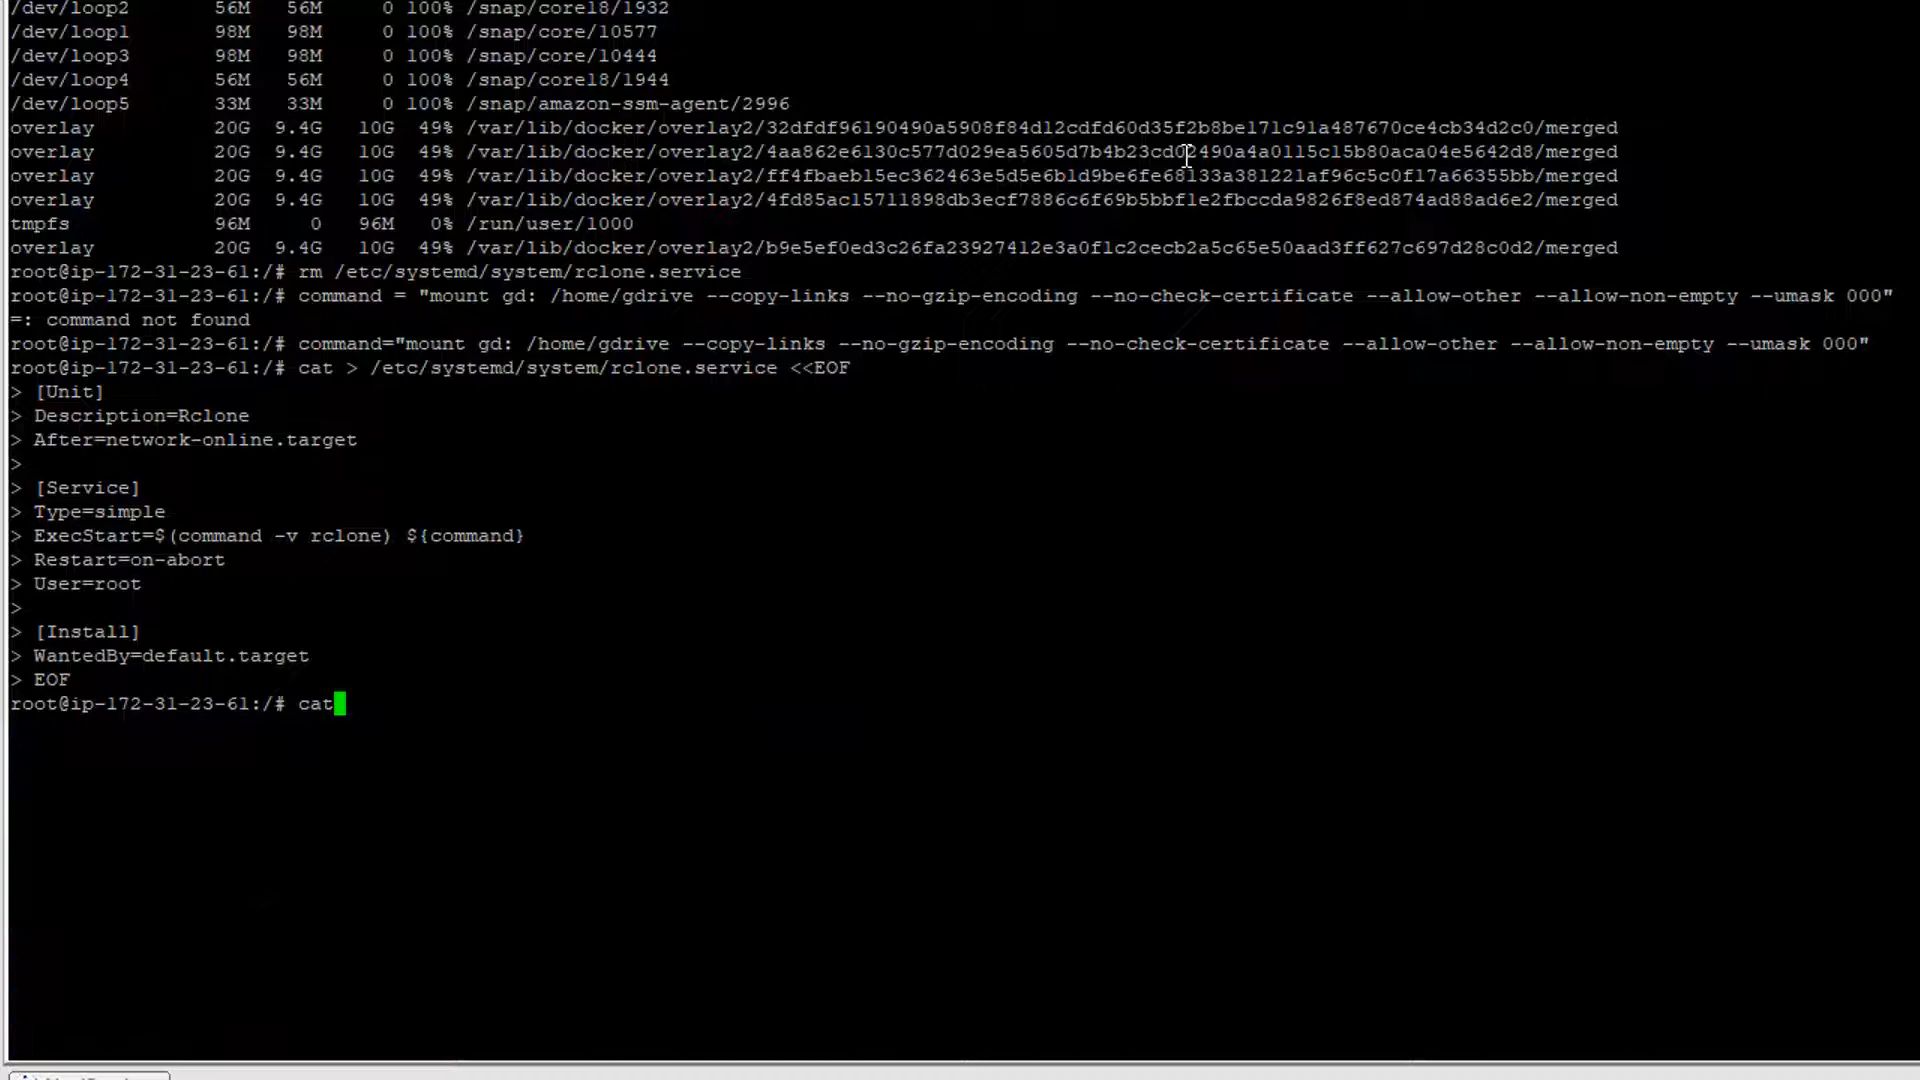 /dev/loop2 56M 56M 0 100% /snap/core18/1932
/dev/loop1 98M 98M 0 100% /snap/core/10577
/dev/loop3 98M 98M 0 100% /snap/core/10444
/dev/loop4 56M 56M 0 100% /snap/core18/1944
/dev/loop5 33M 33M 0 100% /snap/amazon-ssm-agent/2996
overlay 20G 9.4G 10G 49% /var/lib/docker/overlay2/32dfdf96190490a5908f84d12cdfd60d35f2b8be171c91a487670ce4cb34d2c0/merged
overlay 20G 9.4G 10G 49% /var/lib/docker/overlay2/4aa862e6130c577d029ea5605d7b4b23cd02490a4a0115c15b80aca04e5642d8/merged
overlay 20G 9.4G 10G 49% /var/lib/docker/overlay2/ff4fbaeb15ec362463e5d5e6b1d9be6fe68133a381221af96c5c0f17a66355bb/merged
overlay 20G 9.4G 10G 49% /var/lib/docker/overlay2/4fd85ac15711898db3ecf7886c6f69b5bbf1e2fbccda9826f8ed874ad88ad6e2/merged
tmpfs 96M 0 96M 0% /run/user/1000
overlay 20G 9.4G 10G 49% /var/lib/docker/overlay2/b9e5ef0ed3c26fa23927412e3a0f1c2cecb2a5c65e50aad3ff627c697d28c0d2/merged
root@ip-172-31-23-61:/# rm /etc/systemd/system/rclone.service
root@ip-172-31-23-61:/# command = "mount gd: /home/gdrive --copy-links --no-gzip-encoding --no-check-certificate --allow-other --allow-non-empty --umask 000"
=: command not found
root@ip-172-31-23-61:/# command="mount gd: /home/gdrive --copy-links --no-gzip-encoding --no-check-certificate --allow-other --allow-non-empty --umask 000"
root@ip-172-31-23-61:/# cat > /etc/systemd/system/rclone.service <<EOF
> [Unit]
> Description=Rclone
> After=network-online.target
>
> [Service]
> Type=simple
> ExecStart=$(command -v rclone) ${command}
> Restart=on-abort
> User=root
>
> [Install]
> WantedBy=default.target
> EOF
root@ip-172-31-23-61:/# cat